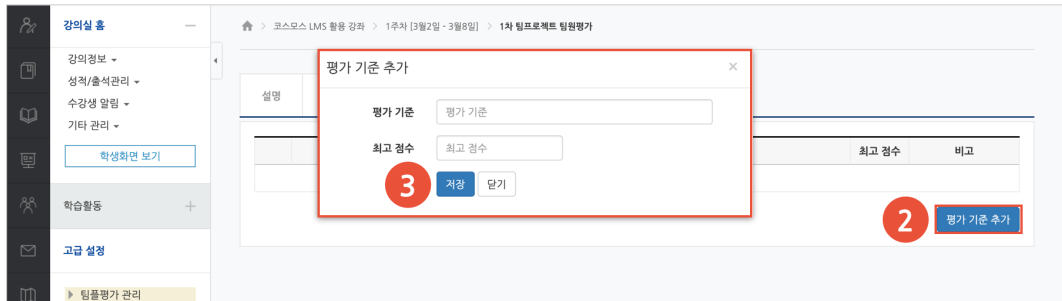 강의실 홈
강의정보
성적/출석관리
수강생 알림
기타 관리
학생화면 보기
학습활동
고급 설정
팀플평가 관리
코스모스 LMS 활용 강좌 > 1주차 [3월2일 - 3월8일] > 1차 팀프로젝트 팀원평가
설명
평가 기준 추가 ×
평가 기준 평가 기준
최고 점수 최고 점수
3 저장 닫기
최고 점수 비고
2 평가 기준 추가